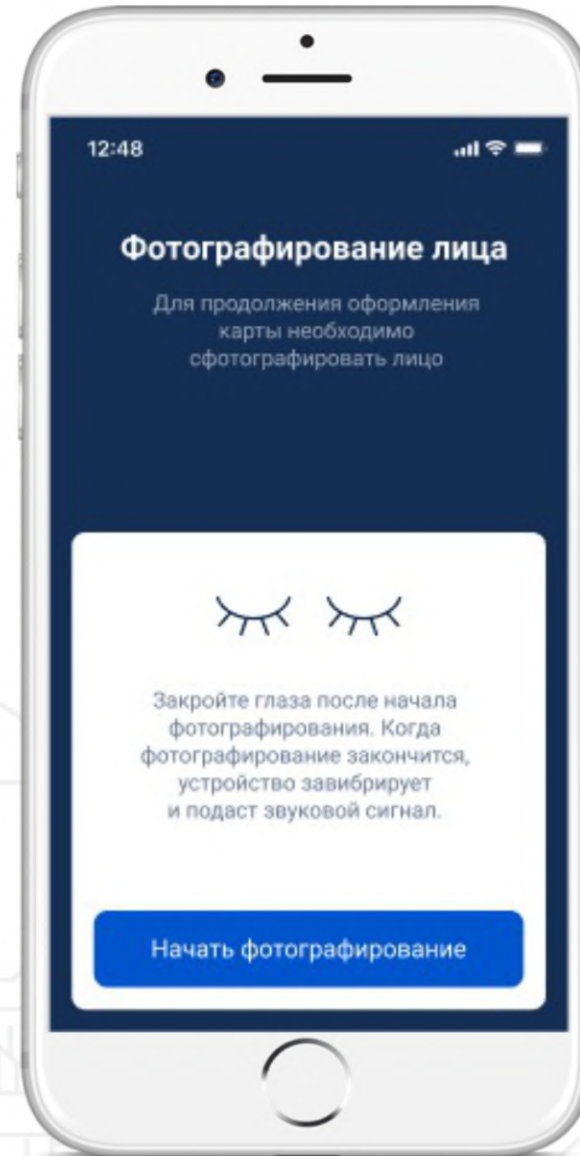 12:48
Фотографирование лица
Для продолжения оформления
карты необходимо
сфотографировать лицо
Закройте глаза после начала
фотографирования. Когда
фотографирование закончится,
устройство завибрирует
и подаст звуковой сигнал.
Начать фотографирование